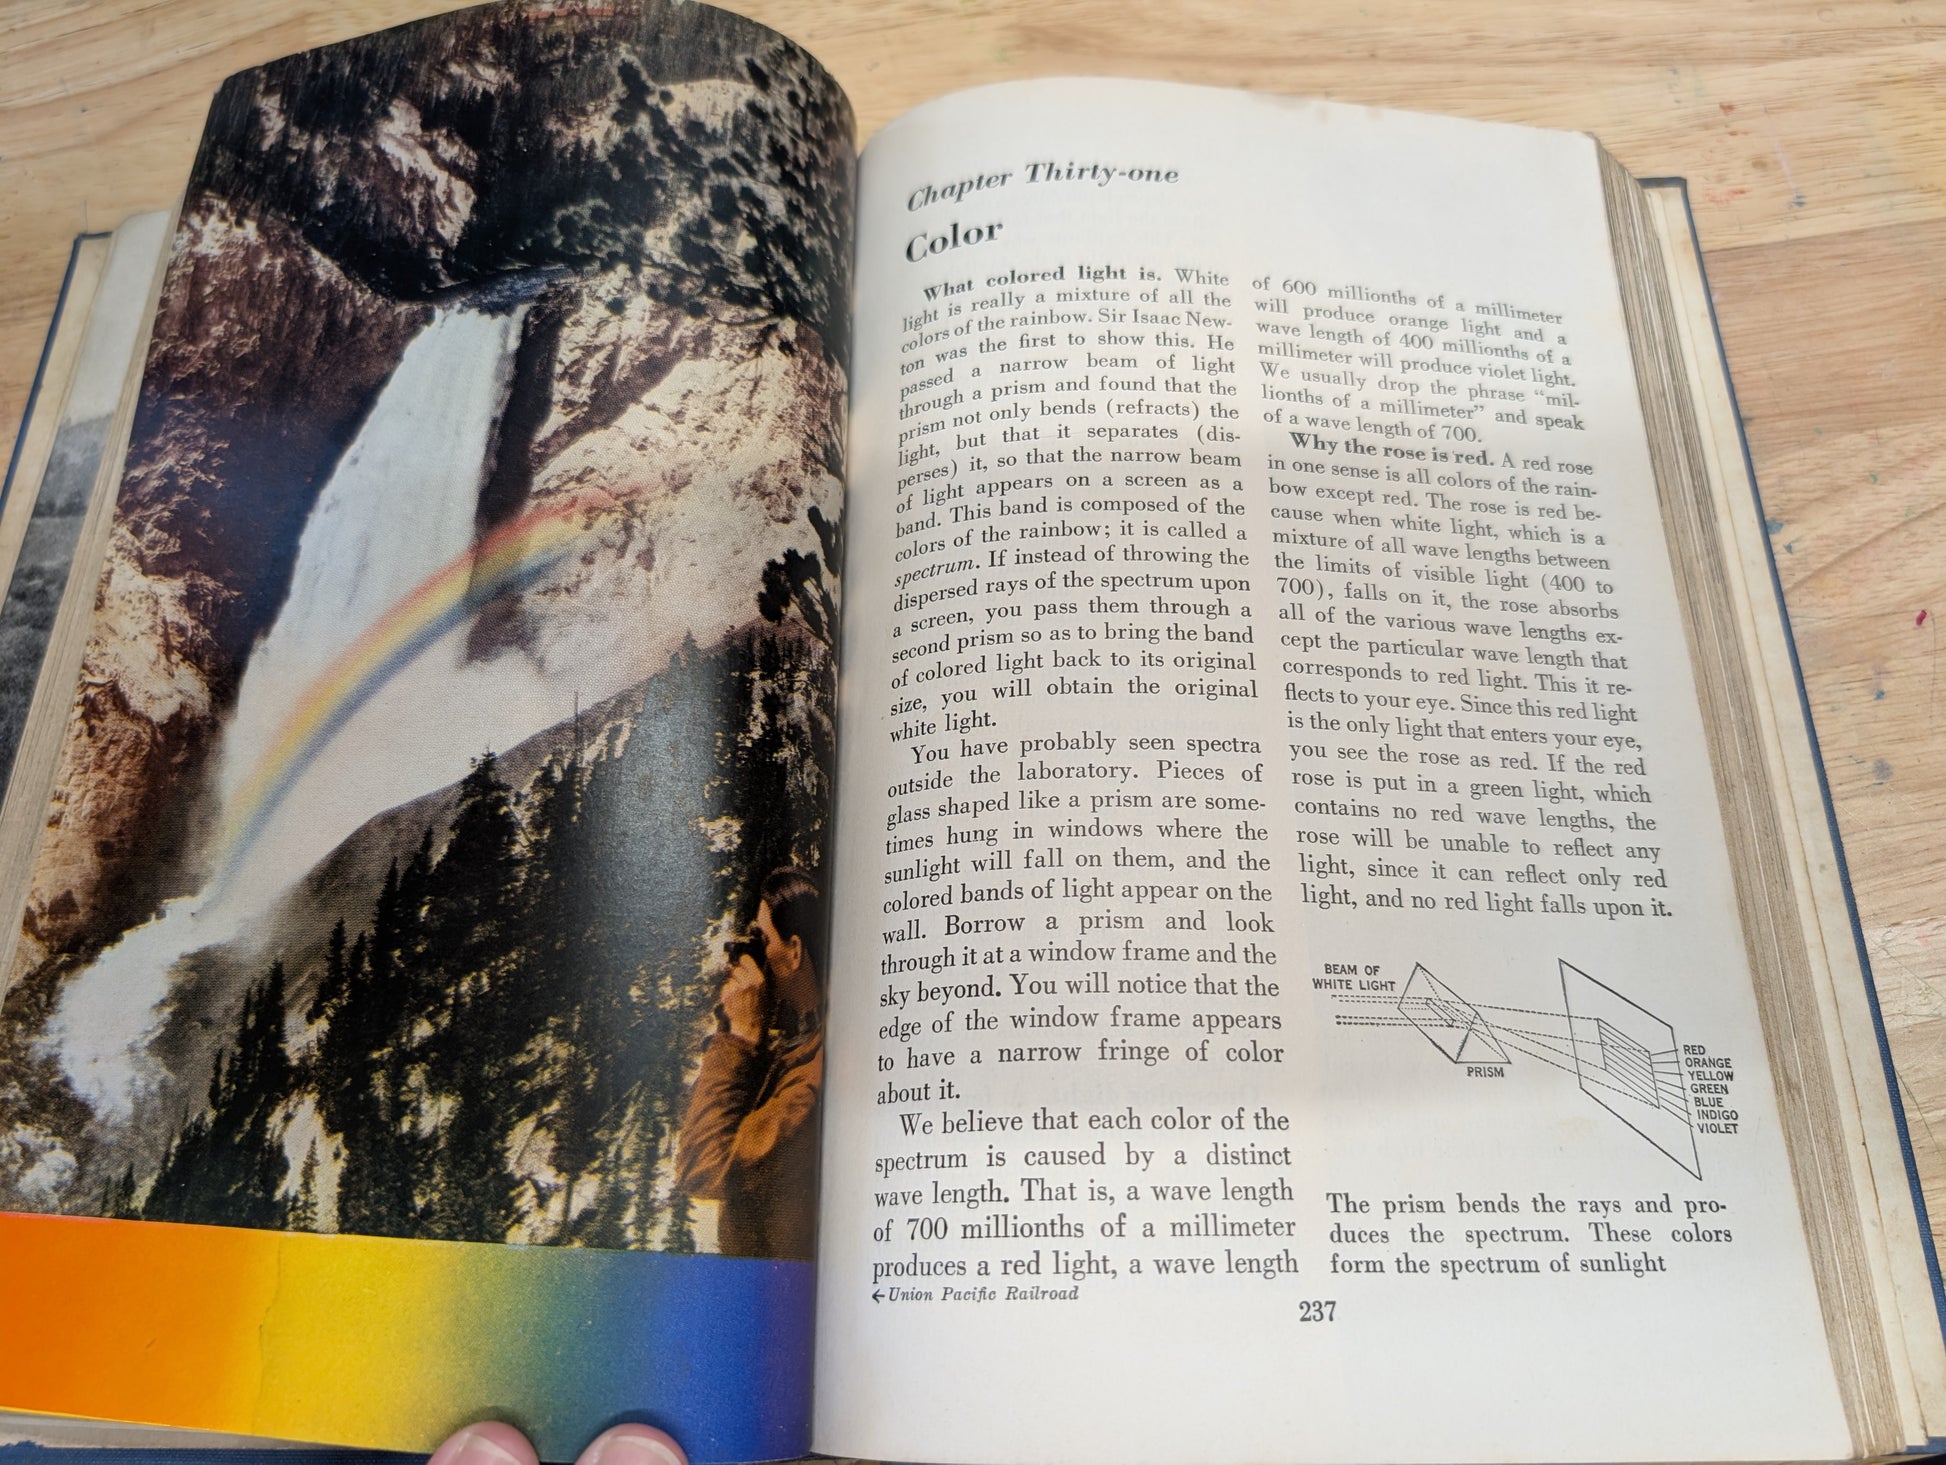 Chapter Thirty-one
Color
What colored light is. White
light is really a mixture of all the
colors of the rainbow. Sir Isaac New-
ton was the first to show this. He
passed a narrow beam of light
through a prism and found that the
prism not only bends (refracts) the
light, but that it separates (dis-
perses) it, so that the narrow beam
of light appears on a screen as a
band. This band is composed of the
colors of the rainbow; it is called a
spectrum. If instead of throwing the
dispersed rays of the spectrum upon
a screen, you pass them through a
second prism so as to bring the band
of colored light back to its original
size, you will obtain the original
white light.
You have probably seen spectra
outside the laboratory. Pieces of
glass shaped like a prism are some-
times hung in windows where the
sunlight will fall on them, and the
colored bands of light appear on the
wall. Borrow a prism and look
through it at a window frame and the
sky beyond. You will notice that the
edge of the window frame appears
to have a narrow fringe of color
about it.
We believe that each color of the
spectrum is caused by a distinct
wave length. That is, a wave length
of 700 millionths of a millimeter
produces a red light, a wave length
←Union Pacific Railroad
of 600 millionths of a millimeter
will produce orange light and a
wave length of 400 millionths of a
millimeter will produce violet light.
We usually drop the phrase “mil-
lionths of a millimeter” and speak
of a wave length of 700.
Why the rose is red. A red rose
in one sense is all colors of the rain-
bow except red. The rose is red be-
cause when white light, which is a
mixture of all wave lengths between
the limits of visible light (400 to
700), falls on it, the rose absorbs
all of the various wave lengths ex-
cept the particular wave length that
corresponds to red light. This it re-
flects to your eye. Since this red light
is the only light that enters your eye,
you see the rose as red. If the red
rose is put in a green light, which
contains no red wave lengths, the
rose will be unable to reflect any
light, since it can reflect only red
light, and no red light falls upon it.
BEAM OF
WHITE LIGHT
PRISM
RED
ORANGE
YELLOW
GREEN
BLUE
INDIGO
VIOLET
The prism bends the rays and pro-
duces the spectrum. These colors
form the spectrum of sunlight
237